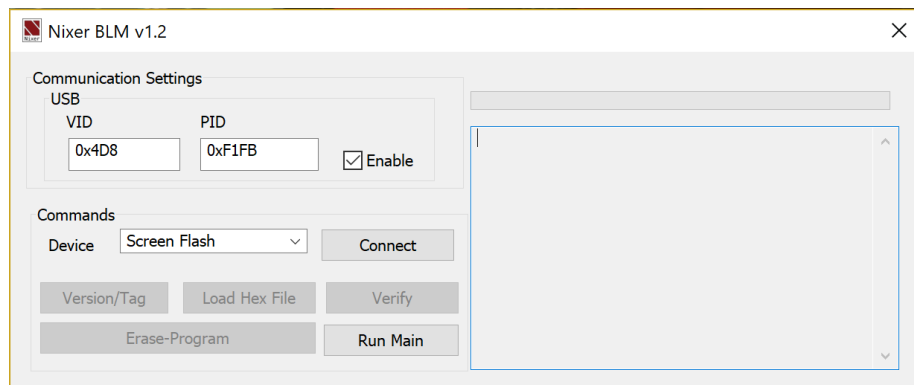 Nixer BLM v1.2
Communication Settings
USB
VID PID
0x4D8 0xF1FB Enable
Commands
Device Screen Flash Connect
Version/Tag Load Hex File Verify
Erase-Program Run Main